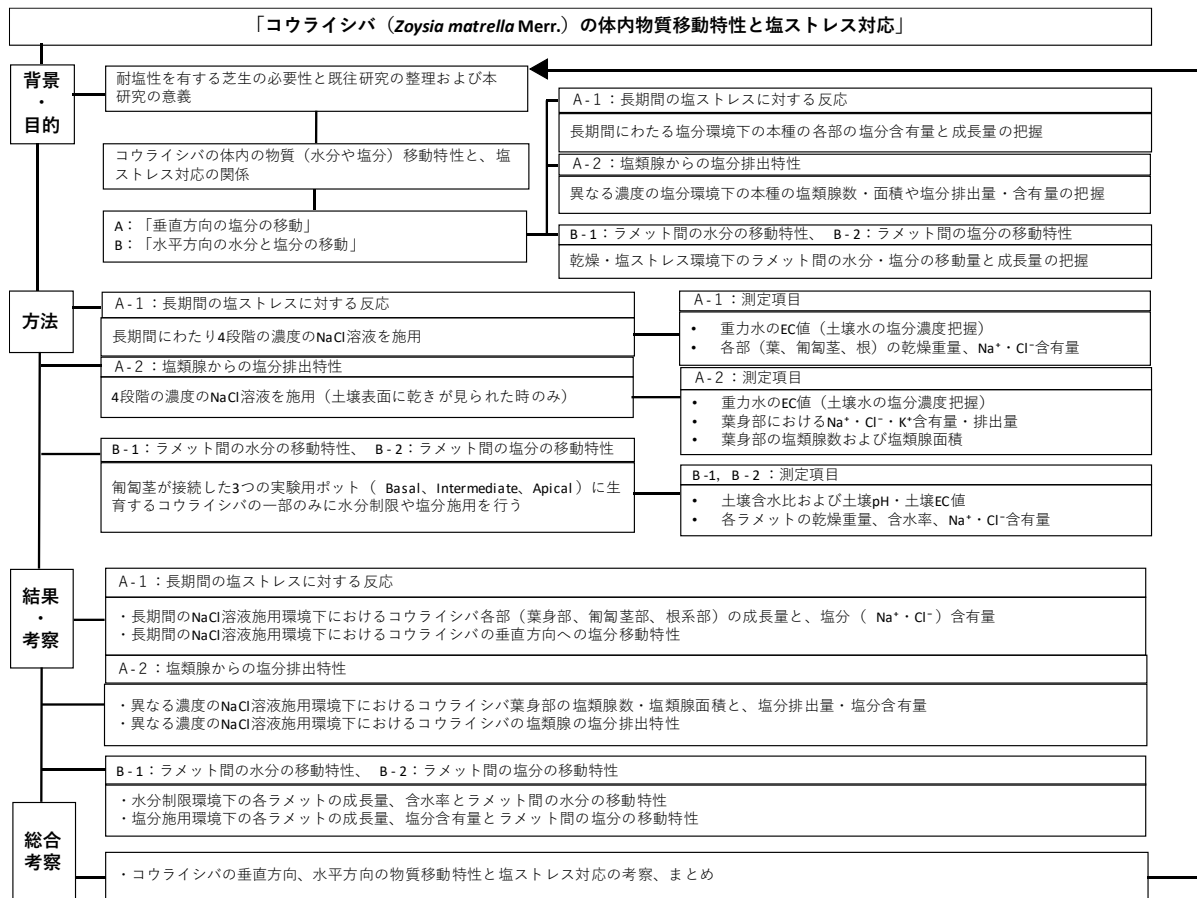 「コウライシバ（Zoysia matrella Merr.）の体内物質移動特性と塩ストレス対応」
背景
・
目的
耐塩性を有する芝生の必要性と既往研究の整理および本
研究の意義
コウライシバの体内の物質（水分や塩分）移動特性と、塩
ストレス対応の関係
A：「垂直方向の塩分の移動」
B：「水平方向の水分と塩分の移動」
A-1：長期間の塩ストレスに対する反応
長期間にわたる塩分環境下の本種の各部の塩分含有量と成長量の把握
A-2：塩類腺からの塩分排出特性
異なる濃度の塩分環境下の本種の塩類腺数・面積や塩分排出量・含有量の把握
B-1：ラメット間の水分の移動特性、 B-2：ラメット間の塩分の移動特性
乾燥・塩ストレス環境下のラメット間の水分・塩分の移動量と成長量の把握
方法
A-1：長期間の塩ストレスに対する反応
長期間にわたり4段階の濃度のNaCl溶液を施用
A-2：塩類腺からの塩分排出特性
4段階の濃度のNaCl溶液を施用（土壌表面に乾きが見られた時のみ）
B-1：ラメット間の水分の移動特性、 B-2：ラメット間の塩分の移動特性
匍匐茎が接続した3つの実験用ポット（ Basal、Intermediate、Apical ）に生
育するコウライシバの一部のみに水分制限や塩分施用を行う
A-1：測定項目
• 重力水のEC値（土壌水の塩分濃度把握）
• 各部（葉、匍匐茎、根）の乾燥重量、Na⁺・Cl⁻含有量
A-2：測定項目
• 重力水のEC値（土壌水の塩分濃度把握）
• 葉身部におけるNa⁺・Cl⁻・K⁺含有量・排出量
• 葉身部の塩類腺数および塩類腺面積
B-1，B-2：測定項目
• 土壌含水比および土壌pH・土壌EC値
• 各ラメットの乾燥重量、含水率、Na⁺・Cl⁻含有量
結果
・
考察
A-1：長期間の塩ストレスに対する反応
・長期間のNaCl溶液施用環境下におけるコウライシバ各部（葉身部、匍匐茎部、根系部）の成長量と、塩分（ Na⁺・Cl⁻）含有量
・長期間のNaCl溶液施用環境下におけるコウライシバの垂直方向への塩分移動特性
A-2：塩類腺からの塩分排出特性
・異なる濃度のNaCl溶液施用環境下におけるコウライシバ葉身部の塩類腺数・塩類腺面積と、塩分排出量・塩分含有量
・異なる濃度のNaCl溶液施用環境下におけるコウライシバの塩類腺の塩分排出特性
B-1：ラメット間の水分の移動特性、 B-2：ラメット間の塩分の移動特性
・水分制限環境下の各ラメットの成長量、含水率とラメット間の水分の移動特性
・塩分施用環境下の各ラメットの成長量、塩分含有量とラメット間の塩分の移動特性
総合
考察
・コウライシバの垂直方向、水平方向の物質移動特性と塩ストレス対応の考察、まとめ